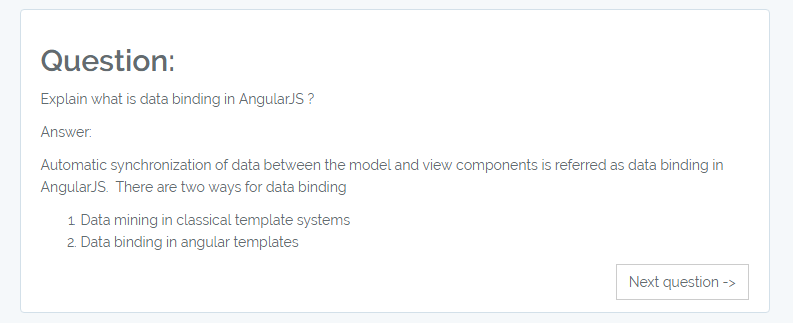 Question:
Explain what is data binding in AngularJS ?
Answer:
Automatic synchronization of data between the model and view components is referred as data binding in
AngularJS.  There are two ways for data binding
1. Data mining in classical template systems
2. Data binding in angular templates
Next question ->